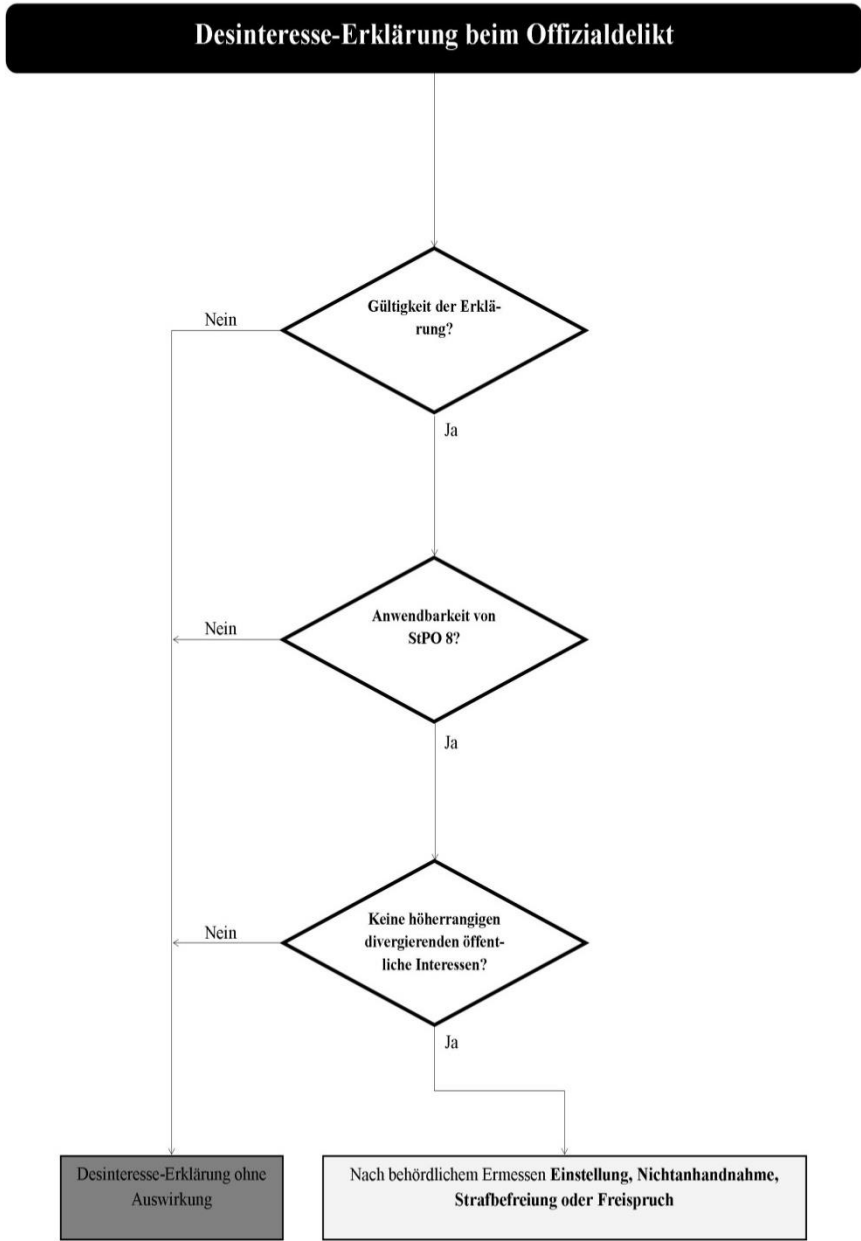 Desinteresse-Erklärung beim Offizialdelikt
Gültigkeit der Erklä-
rung?
Nein
Ja
Anwendbarkeit von
StPO 8?
Nein
Ja
Keine höherrangigen
divergierenden öffent-
liche Interessen?
Nein
Ja
Desinteresse-Erklärung ohne
Auswirkung
Nach behördlichem Ermessen Einstellung, Nichtanhandnahme,
Strafbefreiung oder Freispruch